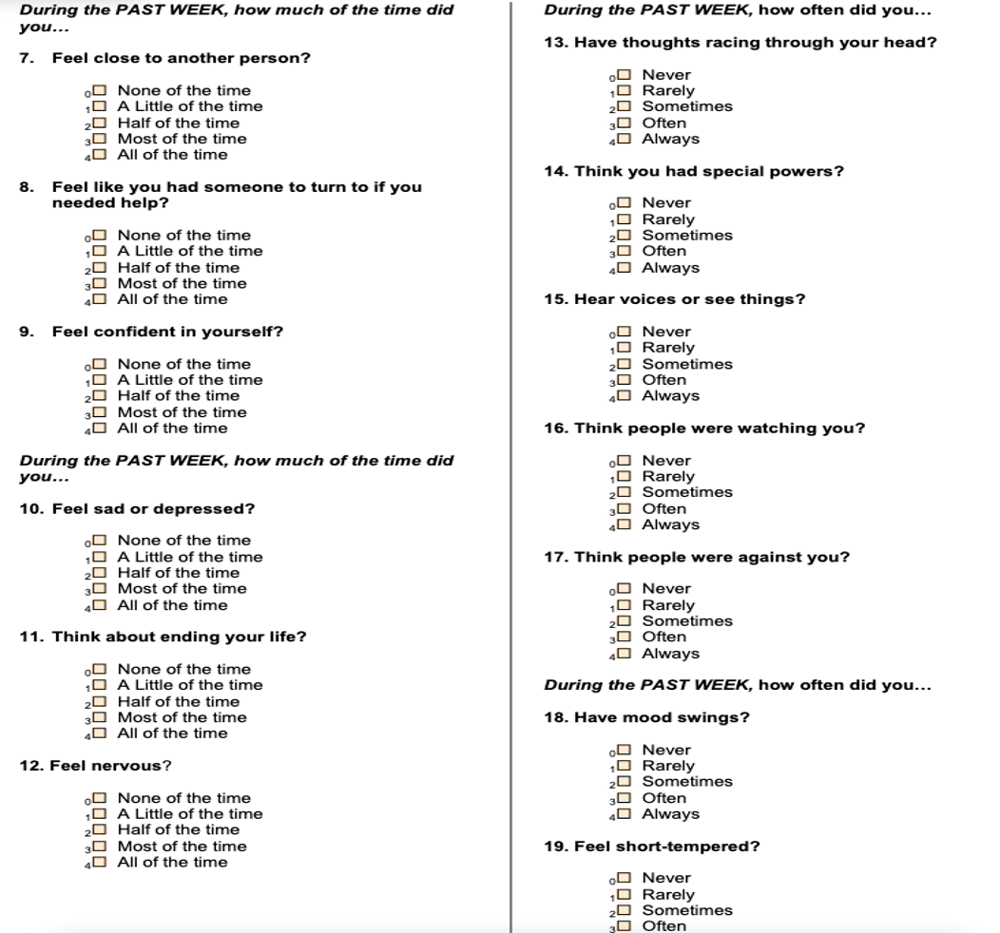 During the PAST WEEK, how much of the time did
you...
7. Feel close to another person?
0□ None of the time
1□ A Little of the time
2□ Half of the time
3□ Most of the time
4□ All of the time
8. Feel like you had someone to turn to if you
needed help?
0□ None of the time
1□ A Little of the time
2□ Half of the time
3□ Most of the time
4□ All of the time
9. Feel confident in yourself?
0□ None of the time
1□ A Little of the time
2□ Half of the time
3□ Most of the time
4□ All of the time
During the PAST WEEK, how much of the time did
you...
10. Feel sad or depressed?
0□ None of the time
1□ A Little of the time
2□ Half of the time
3□ Most of the time
4□ All of the time
11. Think about ending your life?
0□ None of the time
1□ A Little of the time
2□ Half of the time
3□ Most of the time
4□ All of the time
12. Feel nervous?
0□ None of the time
1□ A Little of the time
2□ Half of the time
3□ Most of the time
4□ All of the time
During the PAST WEEK, how often did you...
13. Have thoughts racing through your head?
0□ Never
1□ Rarely
2□ Sometimes
3□ Often
4□ Always
14. Think you had special powers?
0□ Never
1□ Rarely
2□ Sometimes
3□ Often
4□ Always
15. Hear voices or see things?
0□ Never
1□ Rarely
2□ Sometimes
3□ Often
4□ Always
16. Think people were watching you?
0□ Never
1□ Rarely
2□ Sometimes
3□ Often
4□ Always
17. Think people were against you?
0□ Never
1□ Rarely
2□ Sometimes
3□ Often
4□ Always
During the PAST WEEK, how often did you...
18. Have mood swings?
0□ Never
1□ Rarely
2□ Sometimes
3□ Often
4□ Always
19. Feel short-tempered?
0□ Never
1□ Rarely
2□ Sometimes
3□ Often